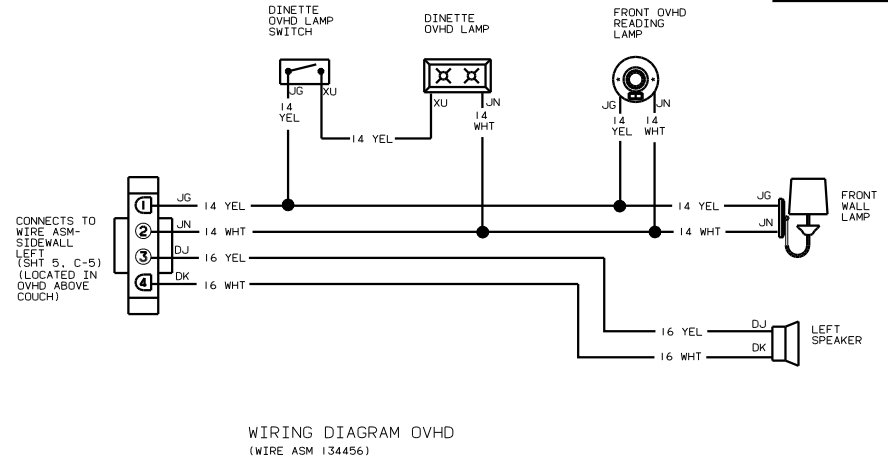 DINETTE
OVHD LAMP
SWITCH
DINETTE
OVHD LAMP
FRONT OVHD
READING
LAMP
JG
XU
14
YEL
14 YEL
XU
JN
14
WHT
JG
JN
14
YEL
14
WHT
CONNECTS TO
WIRE ASM-
SIDEWALL
LEFT
(SHT 5, C-5)
(LOCATED IN
OVHD ABOVE
COUCH)
1
JG
14 YEL
14 YEL
JG
2
JN
14 WHT
14 WHT
JN
FRONT
WALL
LAMP
3
DJ
16 YEL
4
DK
16 WHT
16 YEL
DJ
16 WHT
DK
LEFT
SPEAKER
WIRING DIAGRAM OVHD
(WIRE ASM 134456)